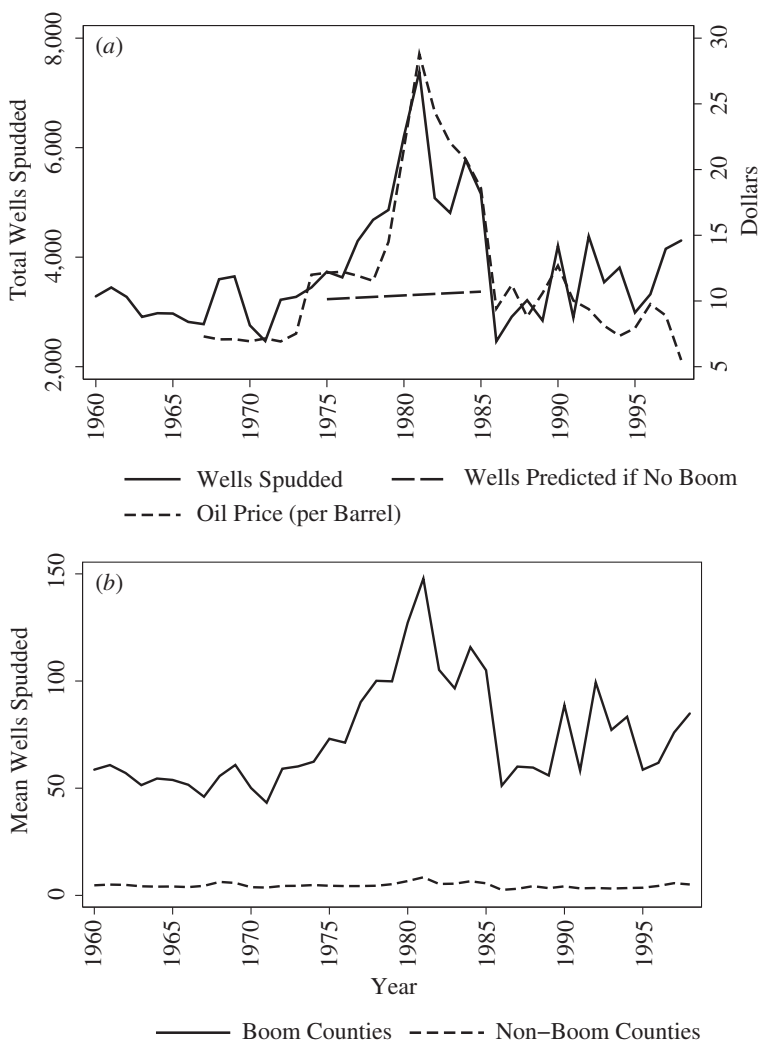 (a)
Total Wells Spudded
8,000
6,000
4,000
2,000
30
25
20
15
10
5
Dollars
1960
1965
1970
1975
1980
1985
1990
1995
Wells Spudded
Wells Predicted if No Boom
Oil Price (per Barrel)
(b)
Mean Wells Spudded
150
100
50
0
1960
1965
1970
1975
1980
1985
1990
1995
Year
Boom Counties
Non–Boom Counties